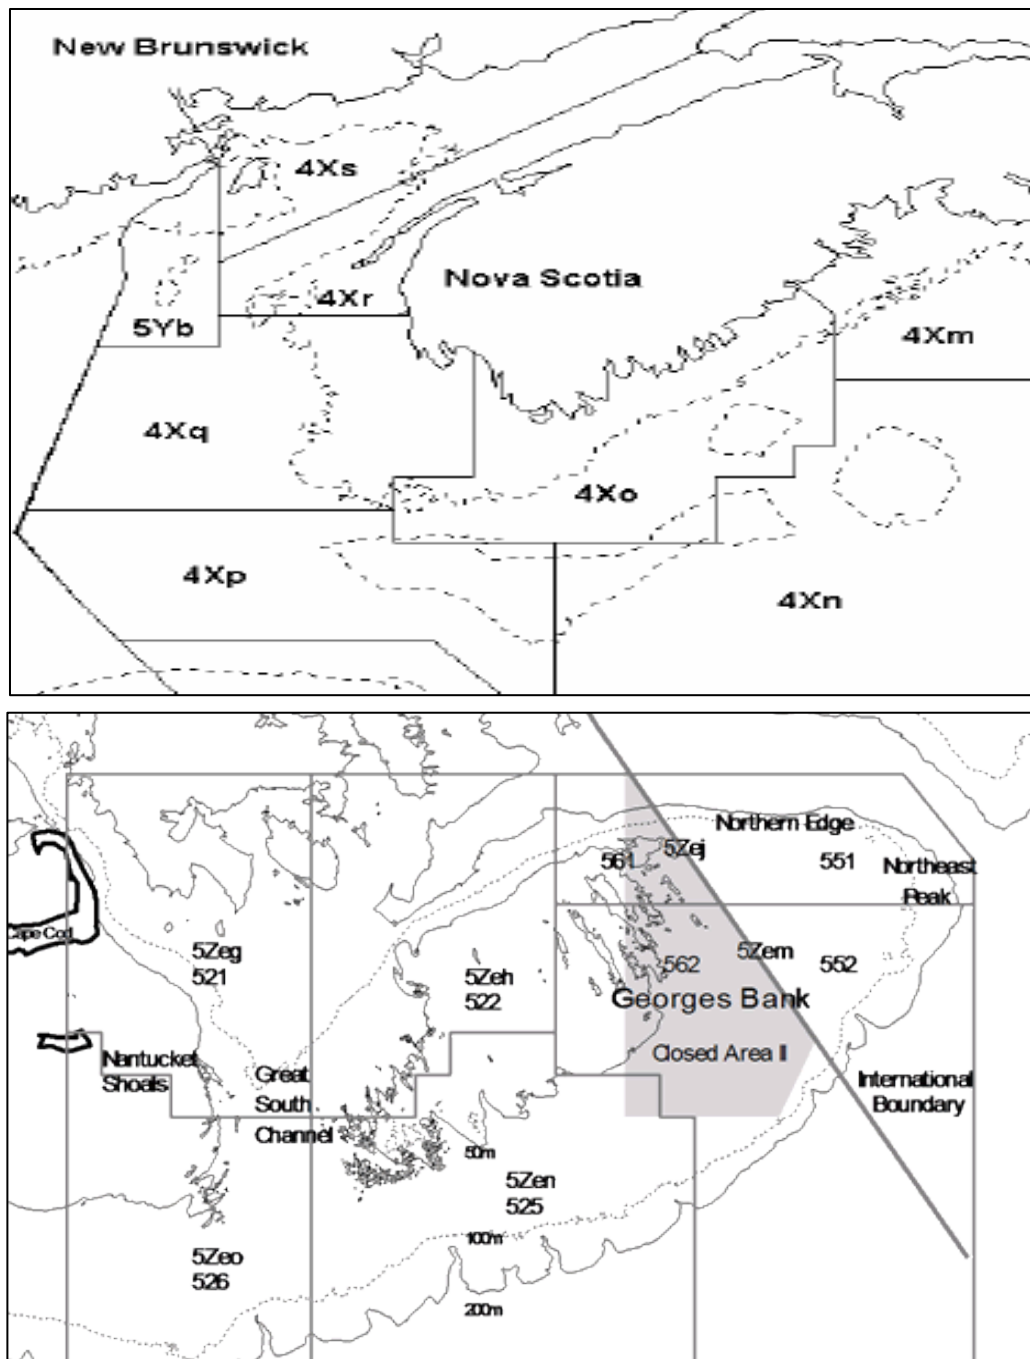 New Brunswick
4Xs
Nova Scotia
4Xr
5Yb
4Xm
4Xq
4Xo
4Xp
4Xn
Northern Edge
5Zej
561
551
Northeast
Peak
Cape Cod
5Zeg
521
5Zeh
522
5Zem
562
552
Georges Bank
Nantucket
Shoals
Great
South
Channel
Closed Area II
International
Boundary
50m
5Zen
525
100m
5Zeo
526
200m